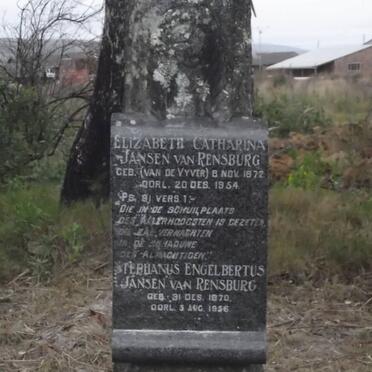 ELIZABETH CATHARINA
JANSEN VAN RENSBURG
GEB. (VAN DE VYVER) 8 NOV. 1872
OORL. 20 DES. 1954.
PS. 91 VERS 1:-
"DIE IN DE SCHUILPLAATS
DES ALLERHOOGSTEN IS GEZETEN,
DIE ZAL VERNACHTEN
IN DE SCHADUWE
DES ALMACHTIGEN."
STEPHANUS ENGELBERTUS
JANSEN VAN RENSBURG
GEB. 31 DES. 1870.
OORL. 3 AUG. 1956